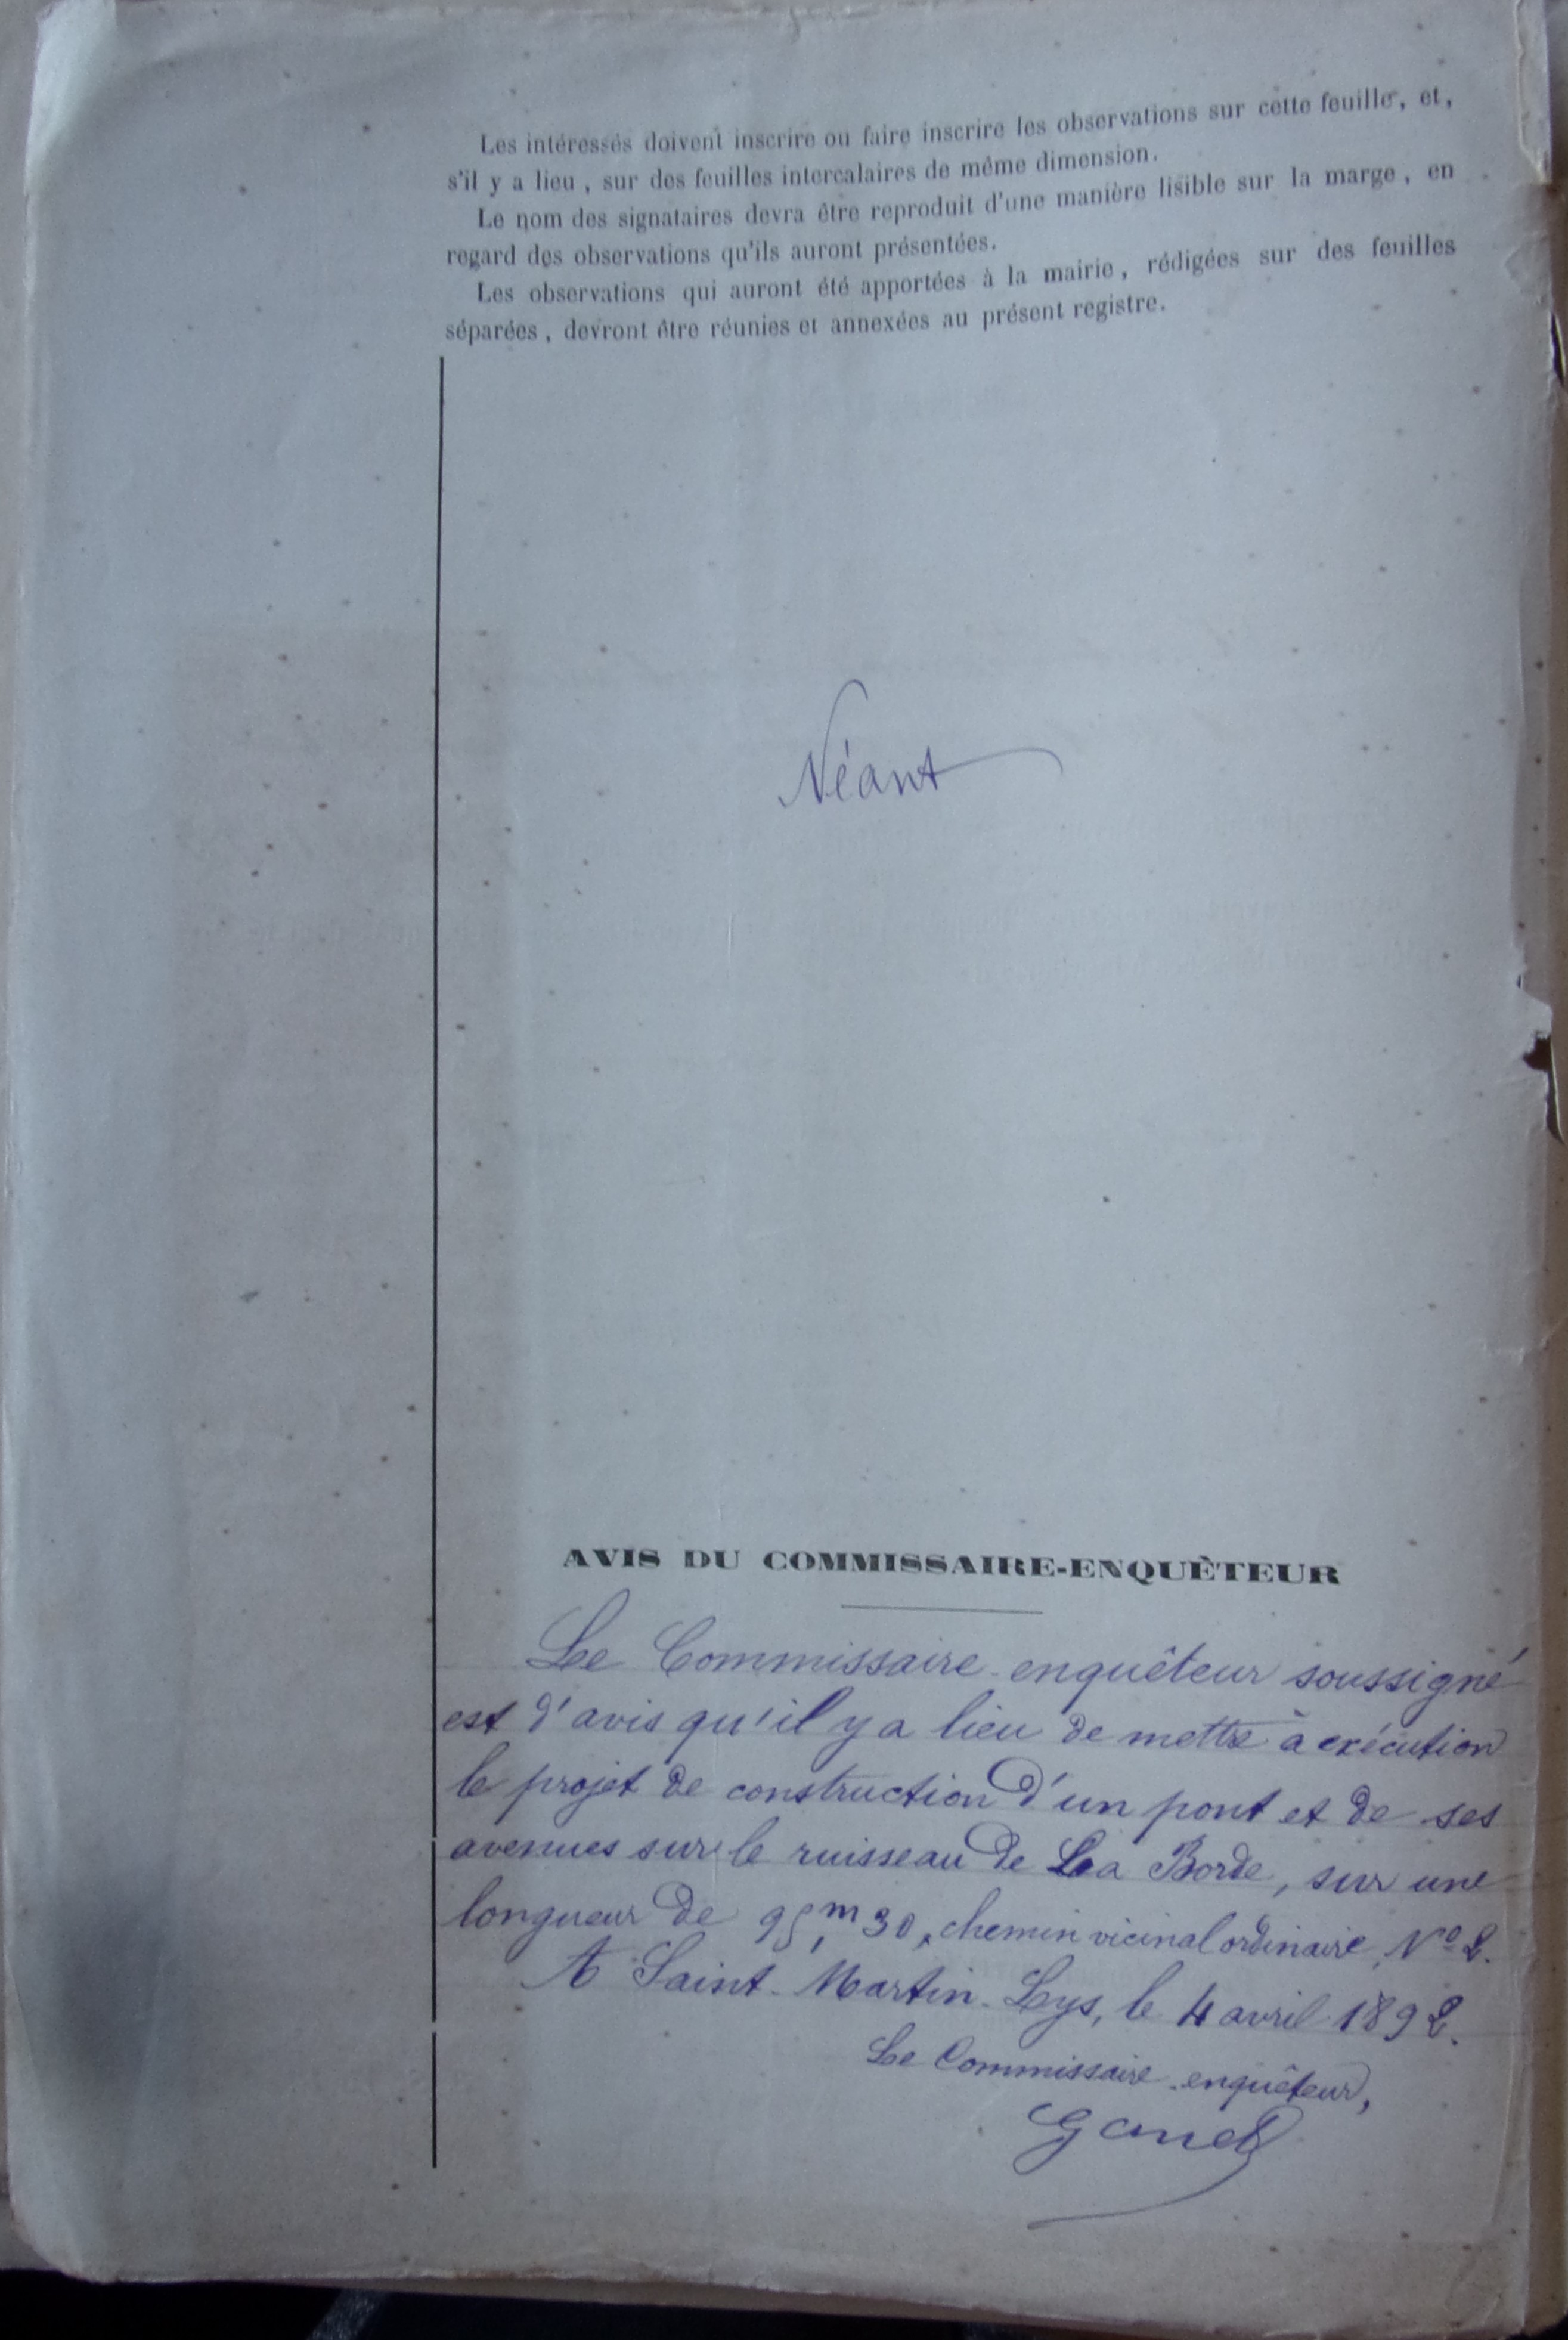 Les intéressés doivent inscrire ou faire inscrire les observations sur cette feuille, et,
s'il y a lieu, sur des feuilles intercalaires de même dimension.
Le nom des signataires devra être reproduit d'une manière lisible sur la marge, en
regard des observations qu'ils auront présentées.
Les observations qui auront été apportées à la mairie, rédigées sur des feuilles
séparées, devront être réunies et annexées au présent registre.
Néant
AVIS DU COMMISSAIRE-ENQUÈTEUR
Le Commissaire-enquêteur soussigné
est d'avis qu'il y a lieu de mettre à exécution
le projet de construction d'un pont et de ses
avenues sur le ruisseau de La Borde, sur une
longueur de 95,m30, chemin vicinal ordinaire, No 2.
A Saint-Martin-Lys, le 4 avril 1892.
Le Commissaire-enquêteur,